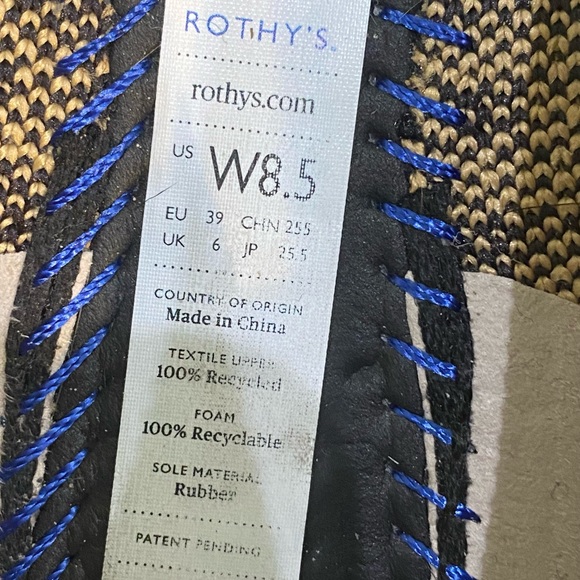 ROTHY'S.
rothys.com
US W8.5
EU 39 CHN 255
UK 6 JP 25.5
COUNTRY OF ORIGIN
Made in China
TEXTILE UPPER
100% Recycled
FOAM
100% Recyclable
SOLE MATERIAL
Rubber
PATENT PENDING